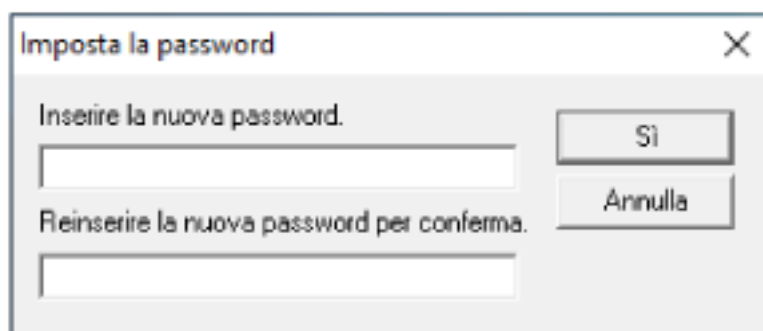 Imposta la password
Inserire la nuova password.
Sì
Annulla
Reinserire la nuova password per conferma.